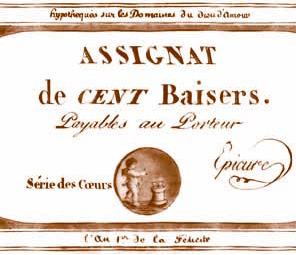 hypothéqués sur les Domaines du dieu d'Amour
ASSIGNAT
de CENT Baisers.
Payables au Porteur
Epicure
Série des Cœurs
l'An 1er de la Félicité